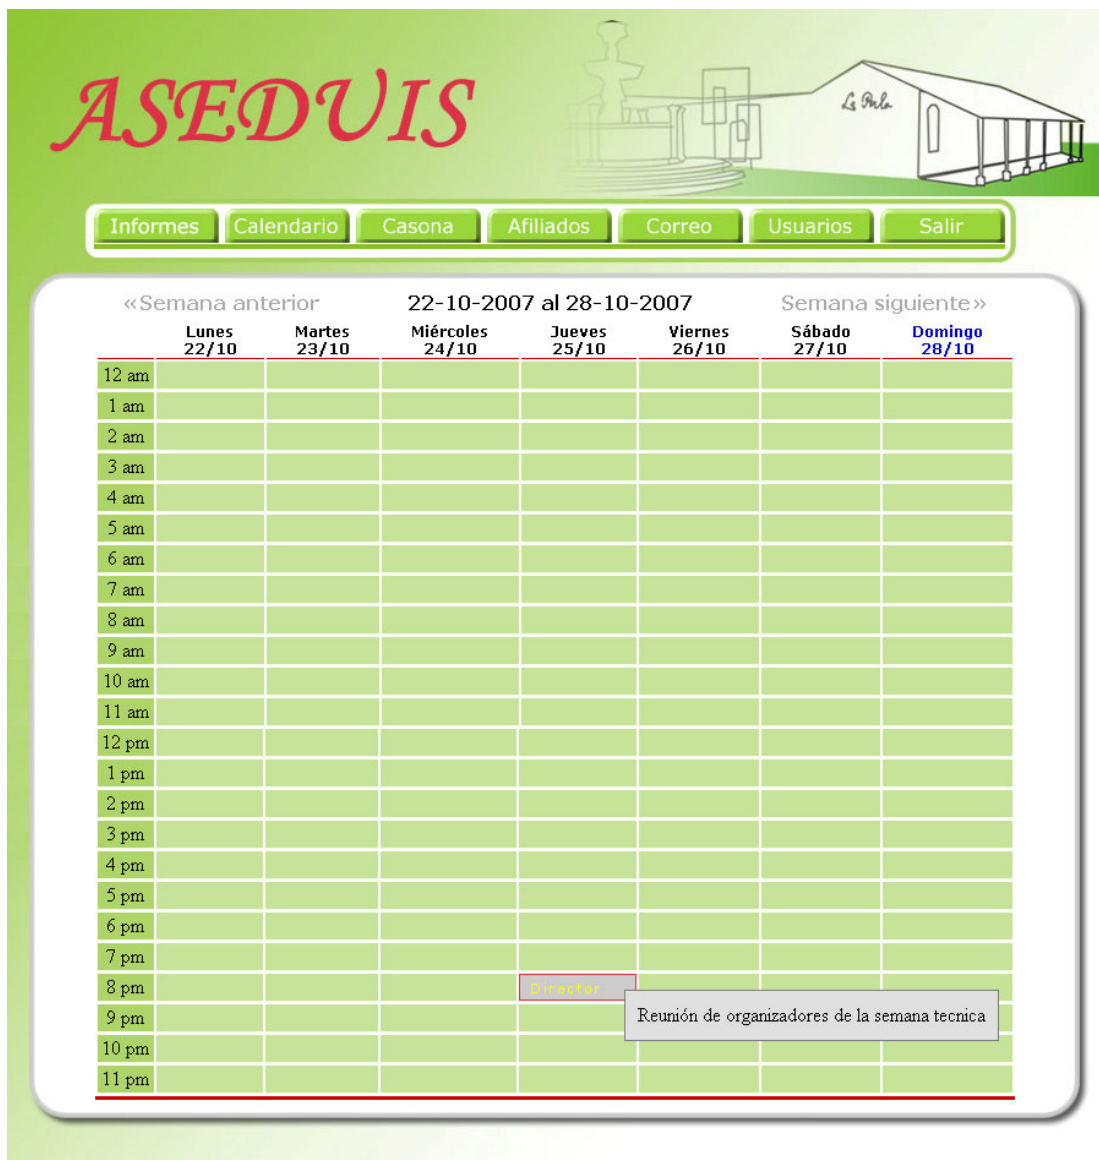 ASEDUIS
La Perla
Informes Calendario Casona Afiliados Correo Usuarios Salir
«Semana anterior 22-10-2007 al 28-10-2007 Semana siguiente»
Lunes Martes Miércoles Jueves Viernes Sábado Domingo
22/10 23/10 24/10 25/10 26/10 27/10 28/10
12 am
1 am
2 am
3 am
4 am
5 am
6 am
7 am
8 am
9 am
10 am
11 am
12 pm
1 pm
2 pm
3 pm
4 pm
5 pm
6 pm
7 pm
8 pm Director
9 pm Reunión de organizadores de la semana tecnica
10 pm
11 pm